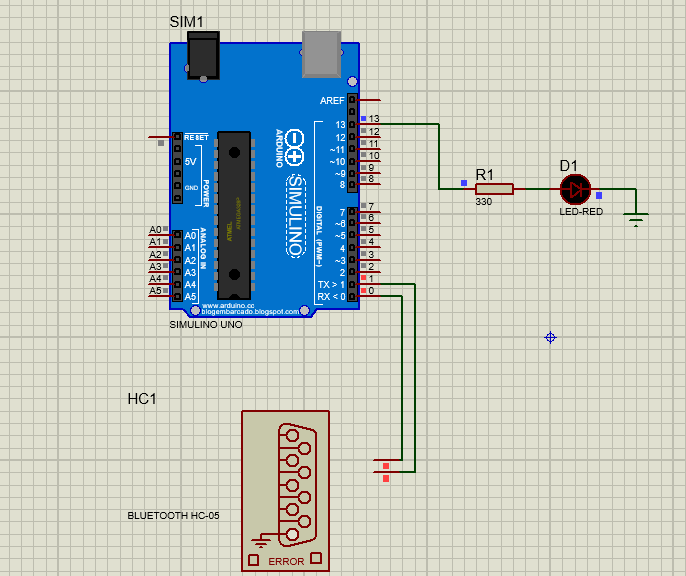 SIM1
AREF
13 13
12 12
~11 11
~10 10
~9 9
8 8
7 7
~6 6
~5 5
4 4
~3 3
2 2
TX > 1 1
RX < 0 0
RESET
5V
GND
POWER
A0 A0
A1 A1
A2 A2
A3 A3
A4 A4
A5 A5
ANALOG IN
ATMEL
ARDUINO
SIMULINO
DIGITAL (PWM~)
www.arduino.cc
blogembarcado.blogspot.com
SIMULINO UNO
R1
330
D1
LED-RED
HC1
BLUETOOTH HC-05
ERROR